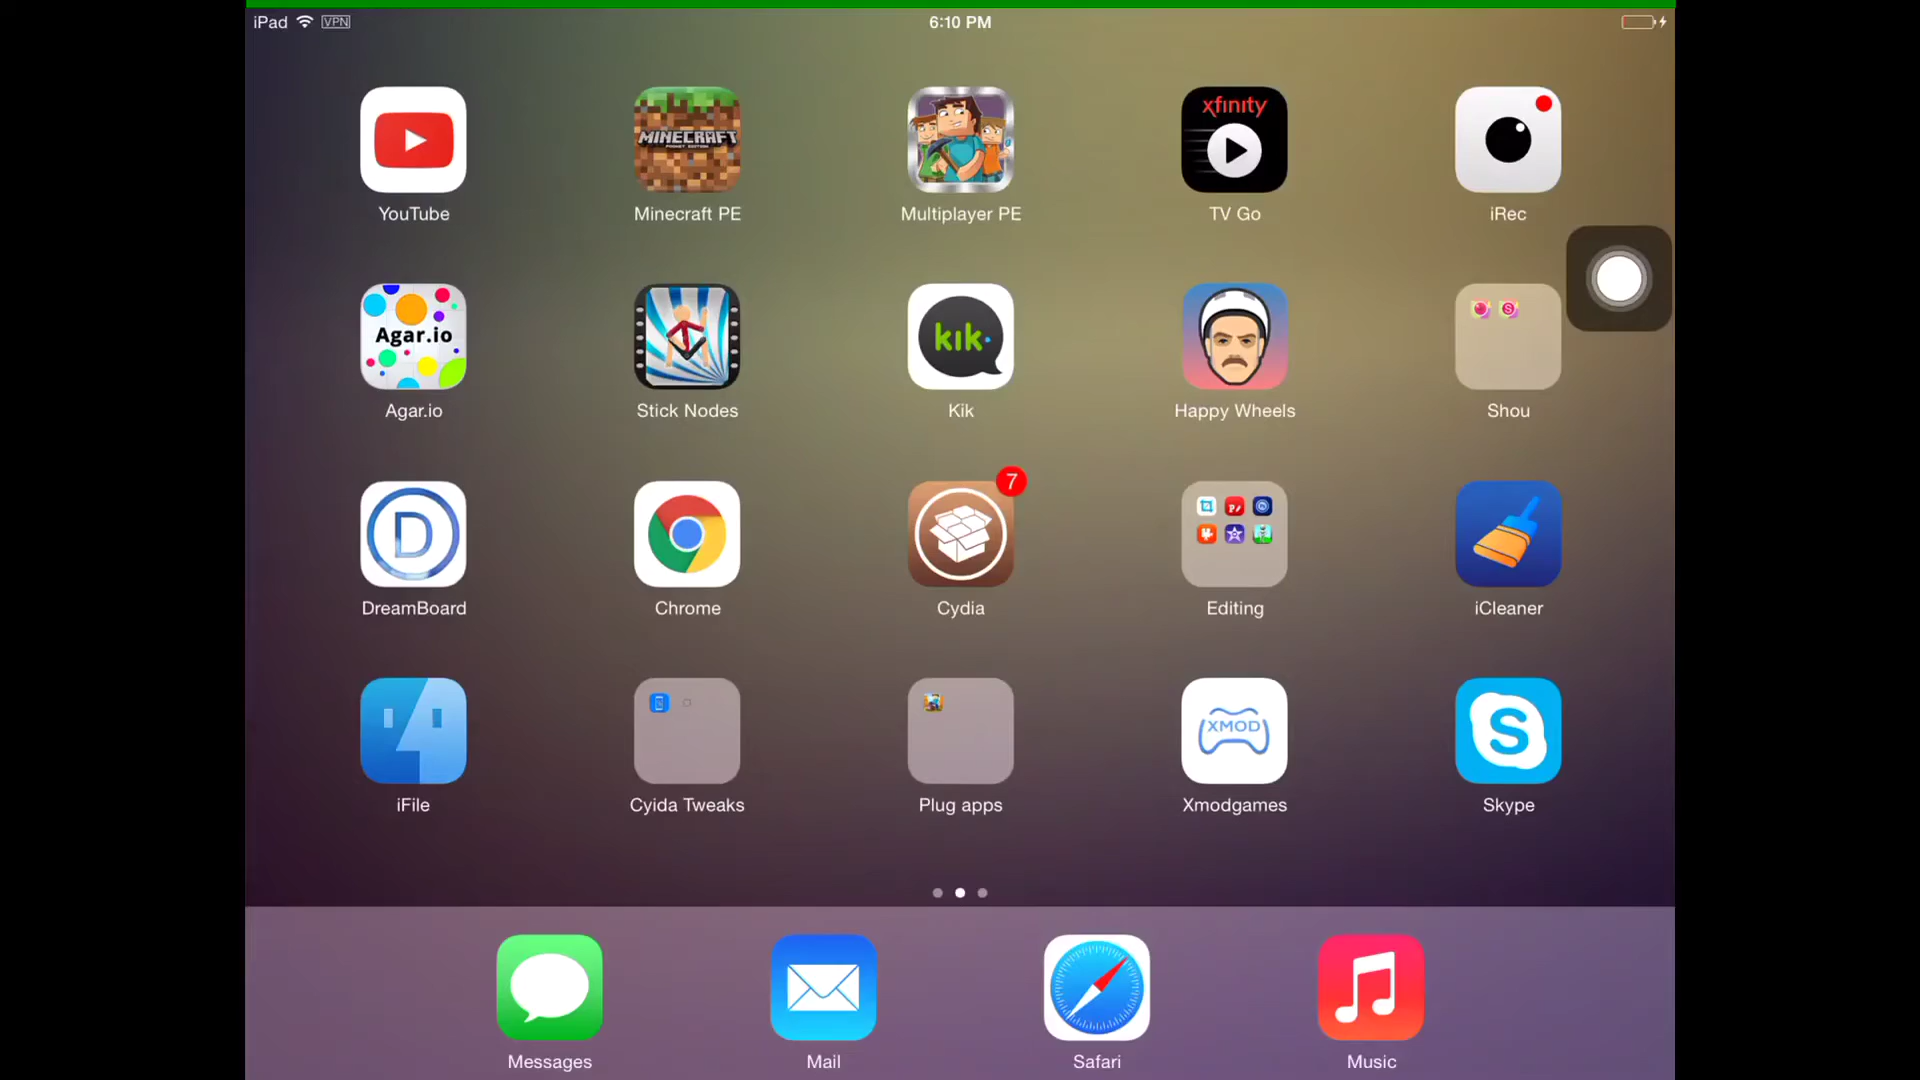 iPad VPN 6:10 PM
MINECRAFT
POCKET EDITION
xfinity
YouTube Minecraft PE Multiplayer PE TV Go iRec
Agar.io
kik
Agar.io Stick Nodes Kik Happy Wheels Shou
7
D
DreamBoard Chrome Cydia Editing iCleaner
XMOD
S
iFile Cyida Tweaks Plug apps Xmodgames Skype
Messages Mail Safari Music